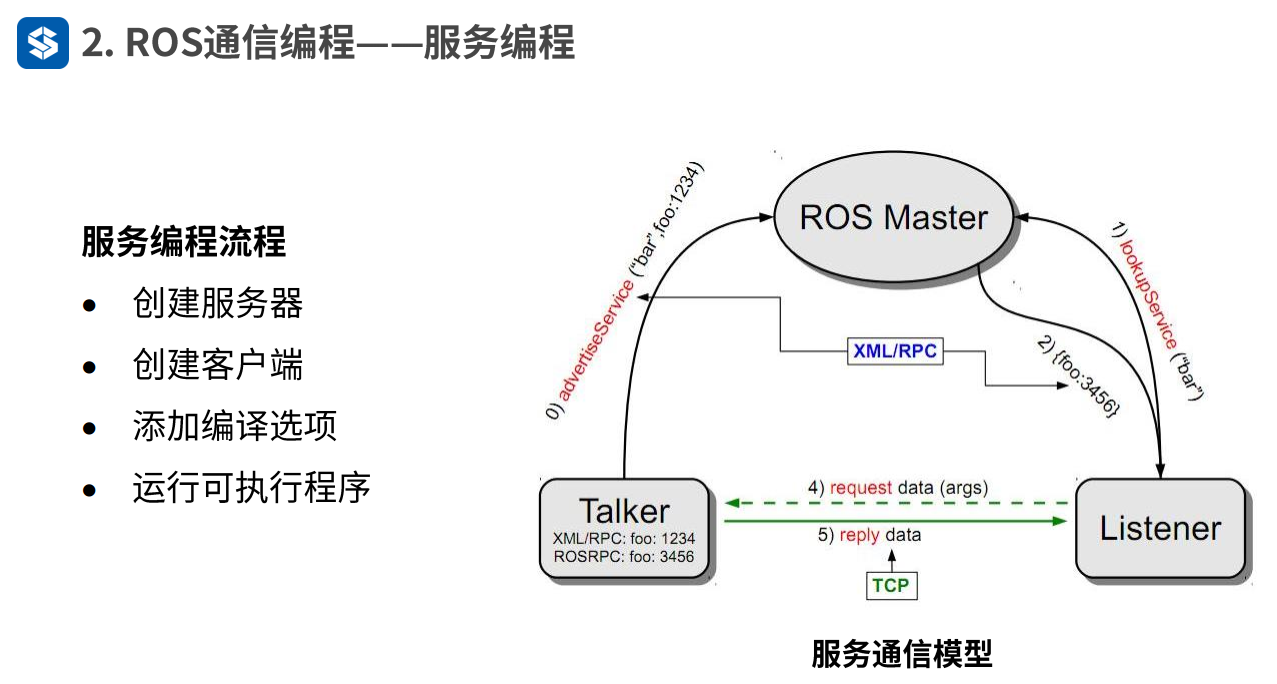 2. ROS通信编程——服务编程
服务编程流程
• 创建服务器
• 创建客户端
• 添加编译选项
• 运行可执行程序
ROS Master
0) advertiseService ("bar",foo:1234)
1) lookupService ("bar")
XML/RPC
2) {foo:3456}
Talker
XML/RPC: foo: 1234
ROSRPC: foo: 3456
4) request data (args)
5) reply data
TCP
Listener
服务通信模型